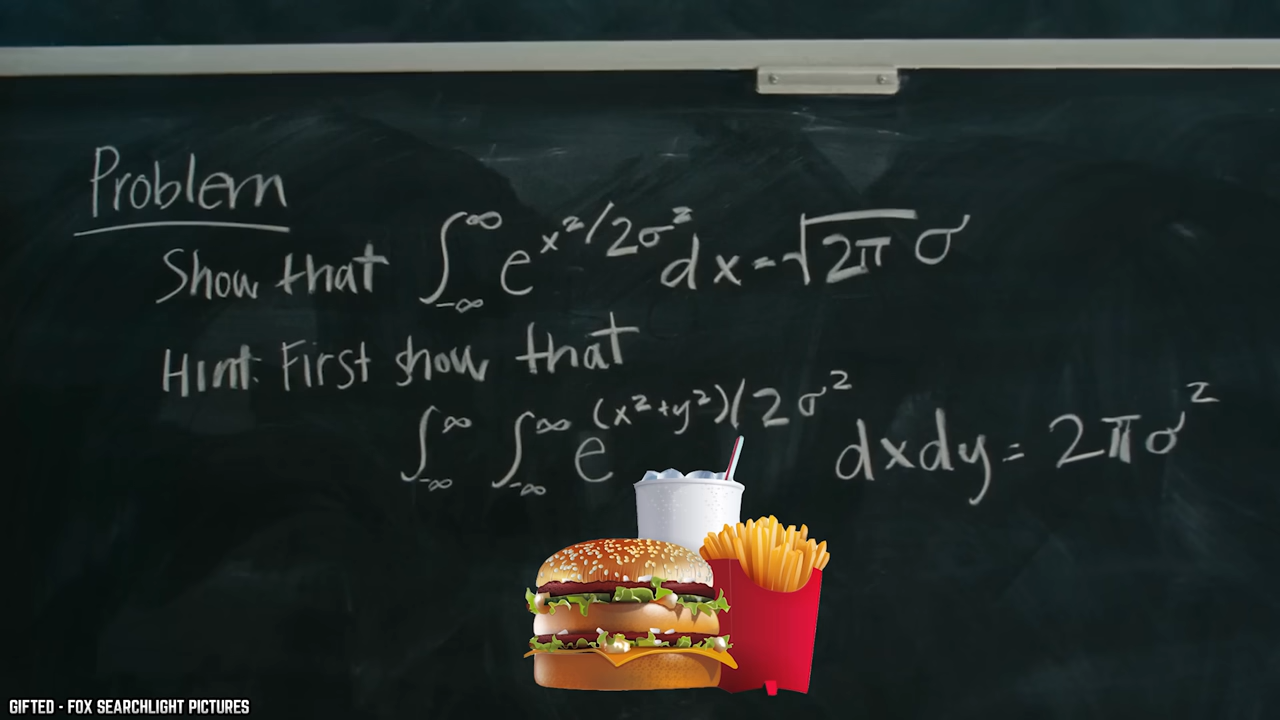 Problem
Show that ∫_{-∞}^{∞} e^{x²/2σ²} dx = √(2π) σ
Hint: First show that
∫_{-∞}^{∞} ∫_{-∞}^{∞} e^{(x²+y²)(2σ²} dxdy = 2πσ²
GIFTED - FOX SEARCHLIGHT PICTURES